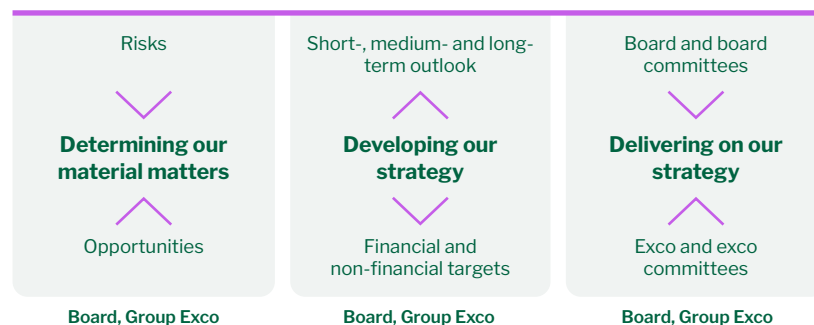 Risks
Determining our
material matters
Opportunities
Board, Group Exco
Short-, medium- and long-
term outlook
Developing our
strategy
Financial and
non-financial targets
Board, Group Exco
Board and board
committees
Delivering on our
strategy
Exco and exco
committees
Board, Group Exco